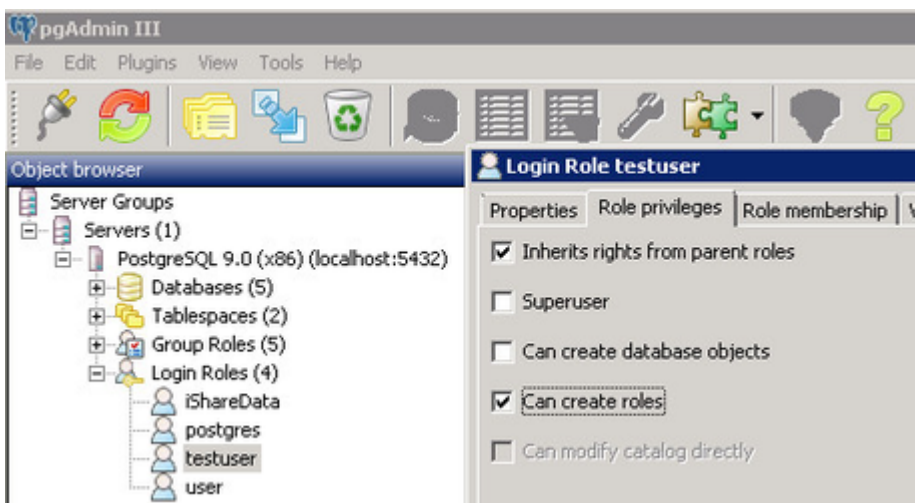 pgAdmin III
File Edit Plugins View Tools Help
Object browser
Server Groups
Servers (1)
PostgreSQL 9.0 (x86) (localhost:5432)
Databases (5)
Tablespaces (2)
Group Roles (5)
Login Roles (4)
iShareData
postgres
testuser
user
Login Role testuser
Properties Role privileges Role membership
Inherits rights from parent roles
Superuser
Can create database objects
Can create roles
Can modify catalog directly